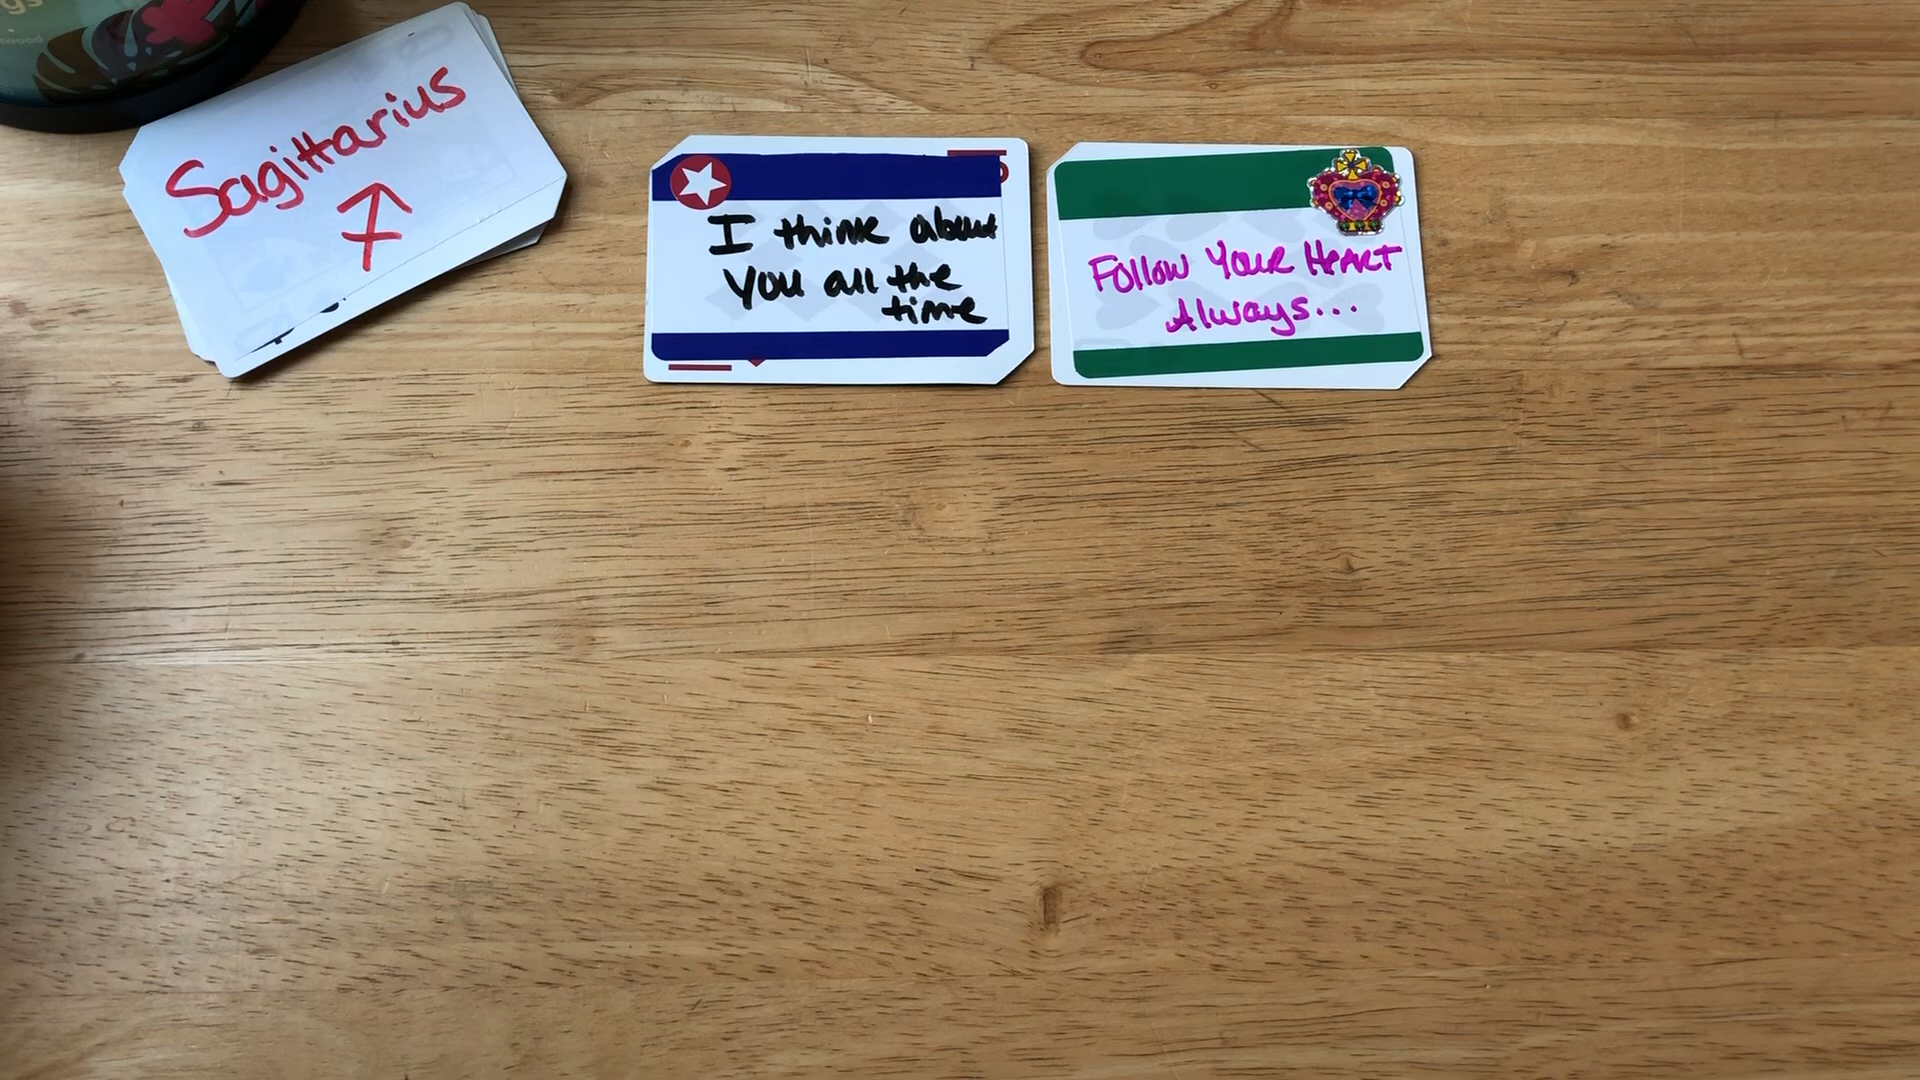 Sagittarius
I think about
you all the
time
Follow Your Heart
Always...